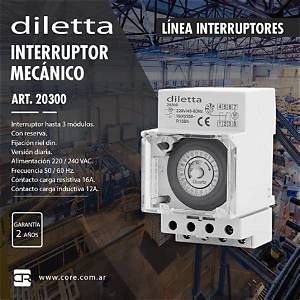 diletta
INTERRUPTOR
MECÁNICO
ART. 20300
LÍNEA INTERRUPTORES
Interruptor hasta 3 módulos.
Con reserva.
Fijación riel din.
Versión diaria.
Alimentación 220 / 240 VAC.
Frecuencia 50 / 60 Hz.
Contacto carga resistiva 16A.
Contacto carga inductiva 12A.
GARANTÍA
2 AÑOS
CR
www.core.com.ar
diletta
20300